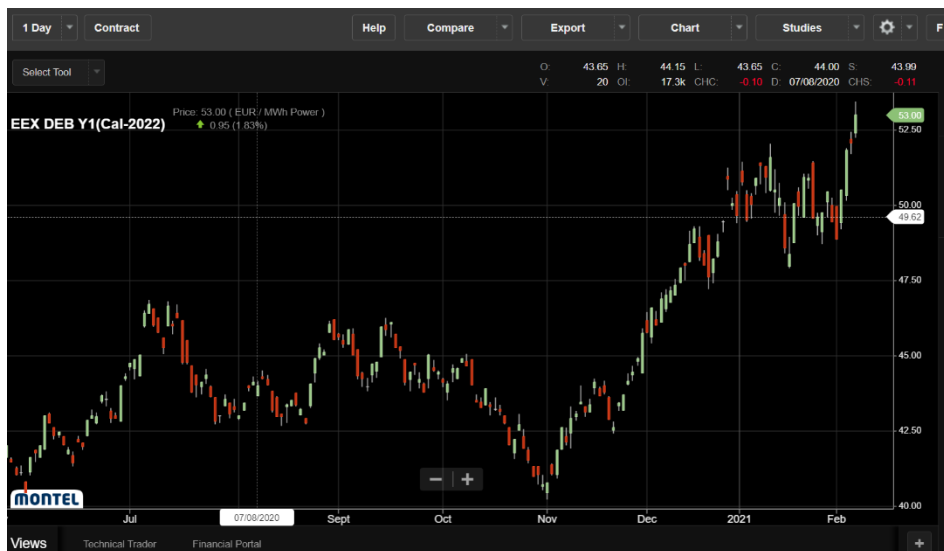 1 Day Contract Help Compare Export Chart Studies F
Select Tool O: 43.65 H: 44.15 L: 43.65 C: 44.00 S: 43.99
V: 20 OI: 17.3k CHC: -0.10 D: 07/08/2020 CHS: -0.11
Price: 53.00 ( EUR / MWh Power )
EEX DEB Y1(Cal-2022) 0.95 (1.83%)
53.00
52.50
50.00
49.62
47.50
45.00
42.50
40.00
MONTEL
Jul 07/08/2020 Sept Oct Nov Dec 2021 Feb
Views Technical Trader Financial Portal +